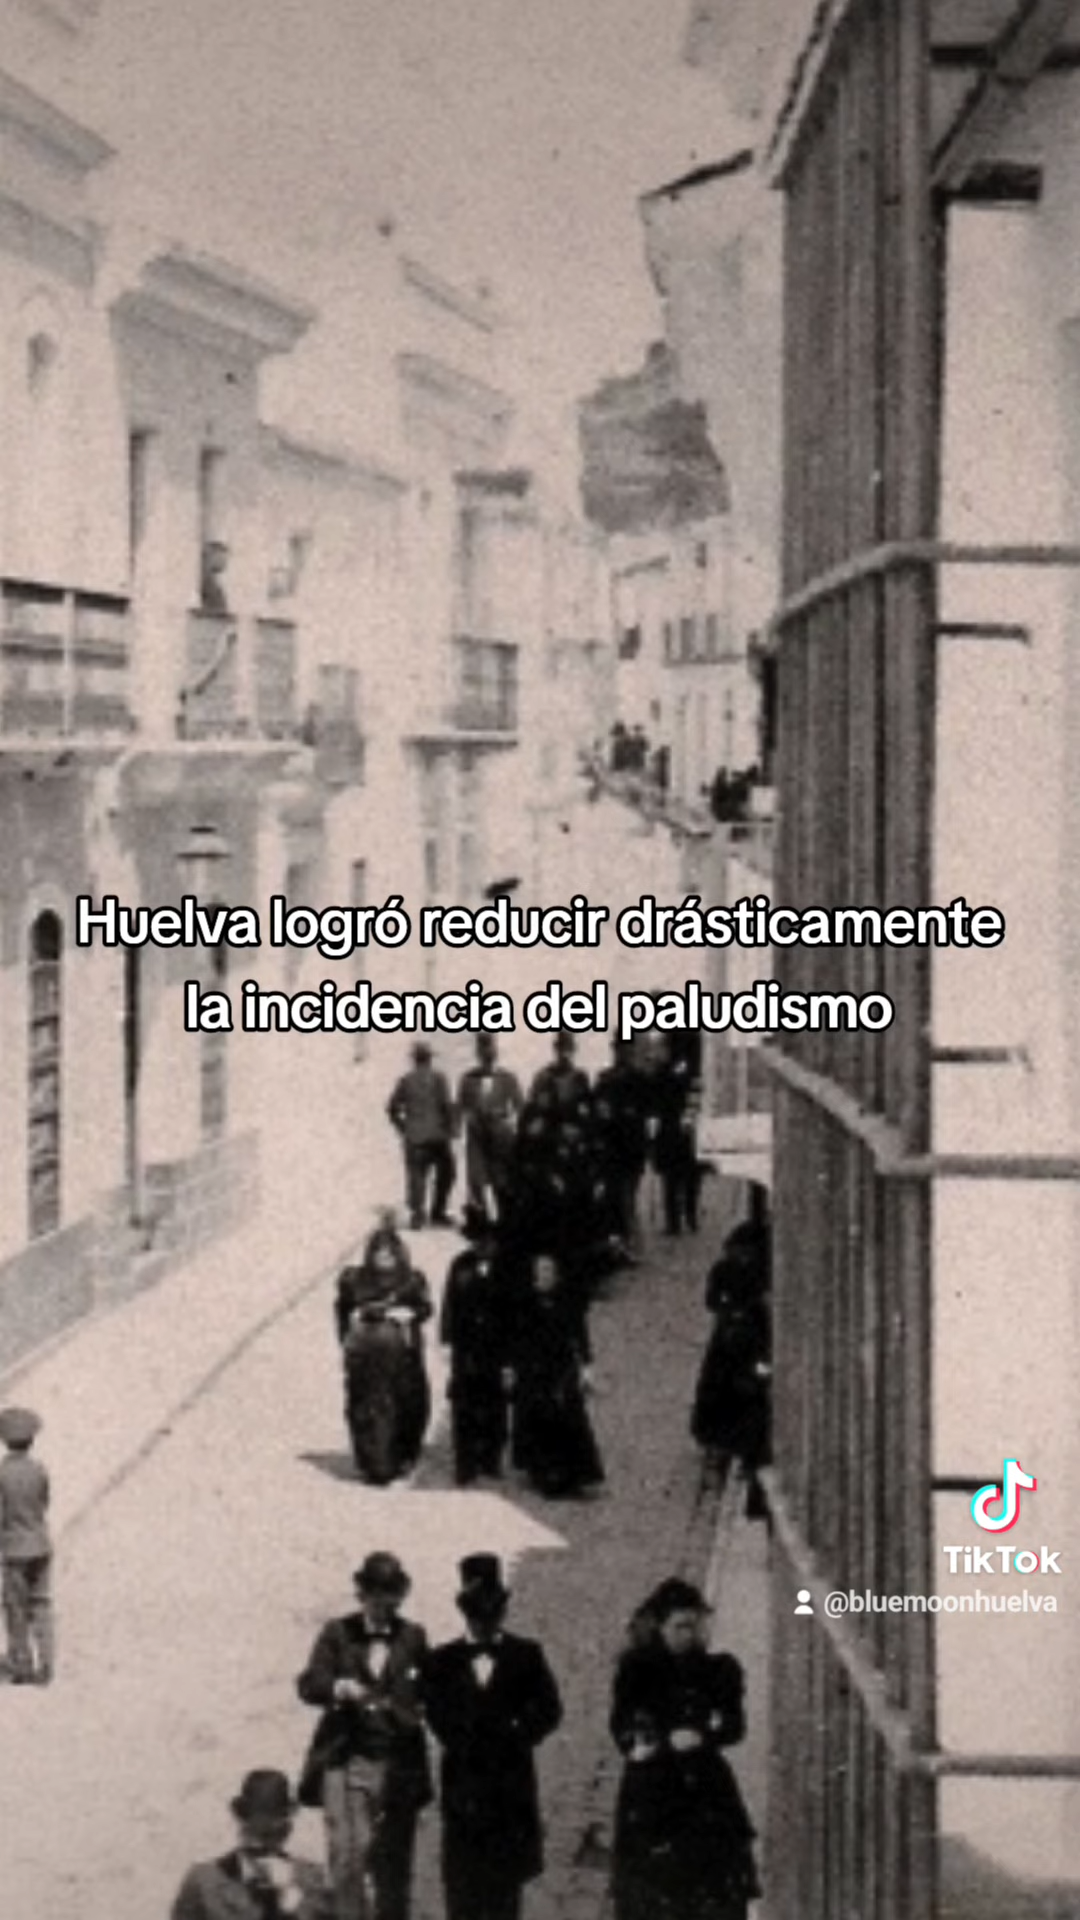 Huelva logró reducir drásticamente
la incidencia del paludismo
TikTok
@bluemoonhuelva